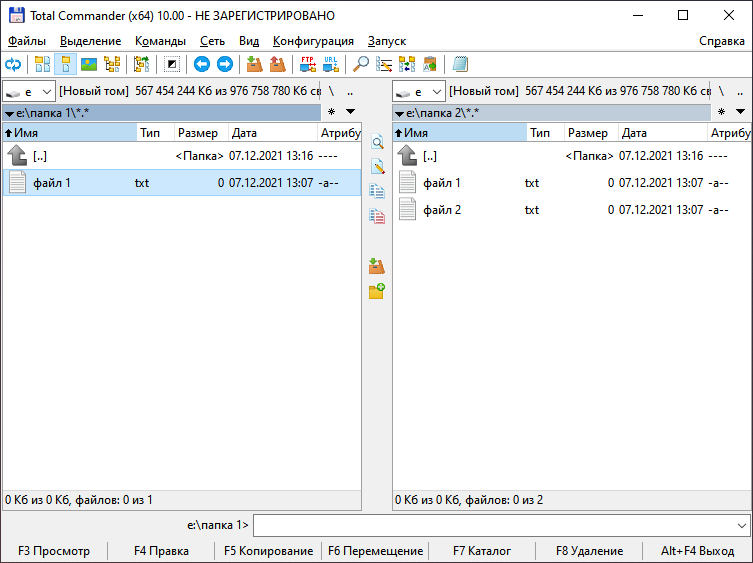 Total Commander (x64) 10.00 - НЕ ЗАРЕГИСТРИРОВАНО
Файлы Выделение Команды Сеть Вид Конфигурация Запуск Справка
FTP URL
e [Новый том] 567 454 244 Кб из 976 758 780 Кб св \ .. e [Новый том] 567 454 244 Кб из 976 758 780 Кб св \ ..
e:\папка 1\*.* * e:\папка 2\*.* *
Имя Тип Размер Дата Атрибу Имя Тип Размер Дата Атрибу
[..] <Папка> 07.12.2021 13:16 ---- [..] <Папка> 07.12.2021 13:16 ----
файл 1 txt 0 07.12.2021 13:07 -a-- файл 1 txt 0 07.12.2021 13:07 -a--
файл 2 txt 0 07.12.2021 13:07 -a--
0 Кб из 0 Кб, файлов: 0 из 1 0 Кб из 0 Кб, файлов: 0 из 2
e:\папка 1>
F3 Просмотр F4 Правка F5 Копирование F6 Перемещение F7 Каталог F8 Удаление Alt+F4 Выход